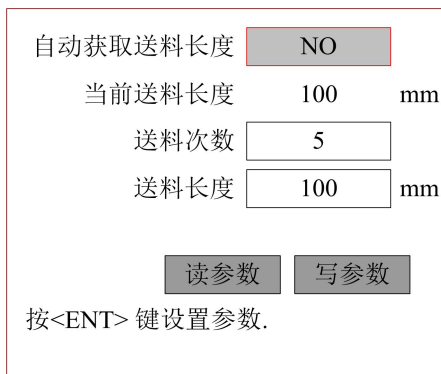 自动获取送料长度 NO
当前送料长度 100 mm
送料次数 5
送料长度 100 mm
读参数 写参数
按<ENT> 键设置参数.